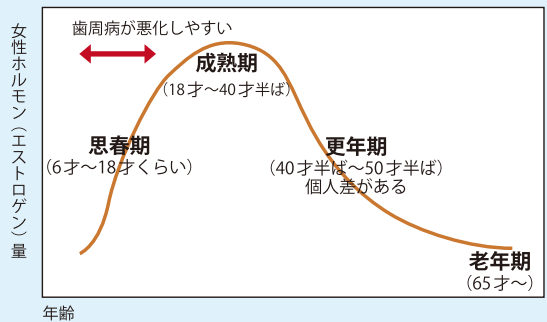 女性ホルモン（エストロゲン）量
歯周病が悪化しやすい
成熟期
（18才～40才半ば）
思春期
（6才～18才くらい）
更年期
（40才半ば～50才半ば）
個人差がある
老年期
（65才～）
年齢